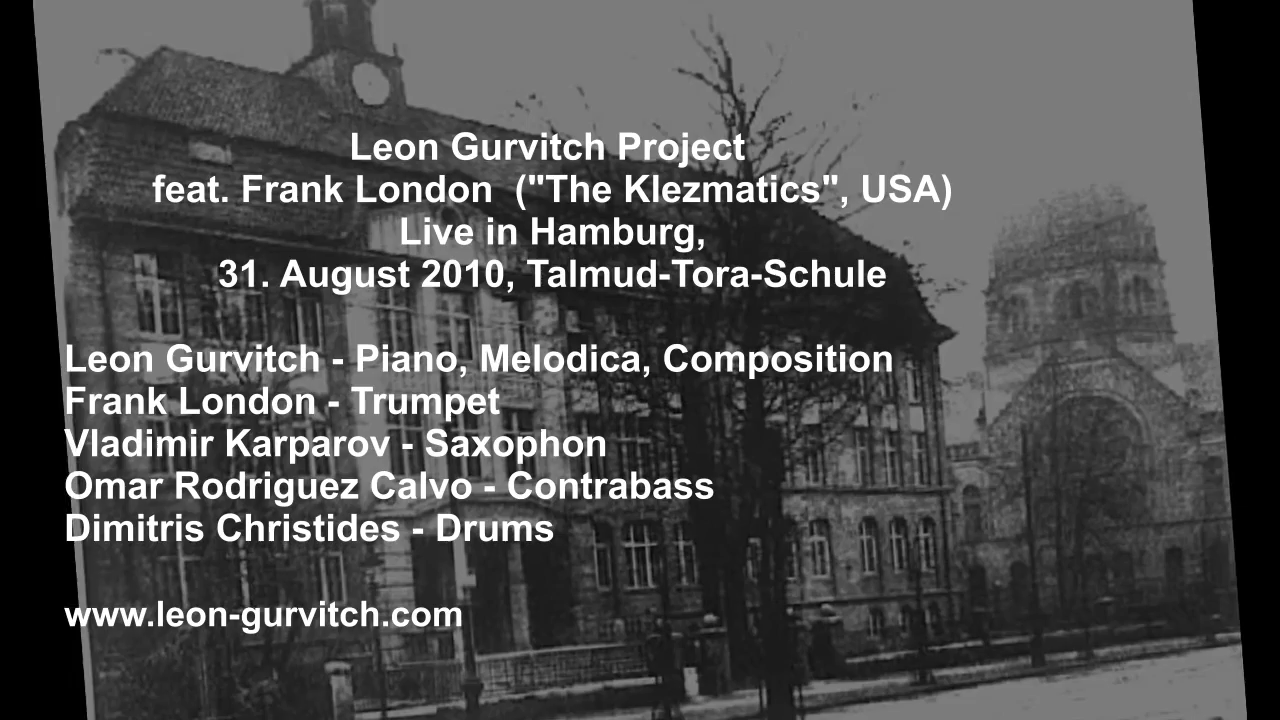 Leon Gurvitch Project
feat. Frank London ("The Klezmatics", USA)
Live in Hamburg,
31. August 2010, Talmud-Tora-Schule
Leon Gurvitch - Piano, Melodica, Composition
Frank London - Trumpet
Vladimir Karparov - Saxophon
Omar Rodriguez Calvo - Contrabass
Dimitris Christides - Drums
www.leon-gurvitch.com